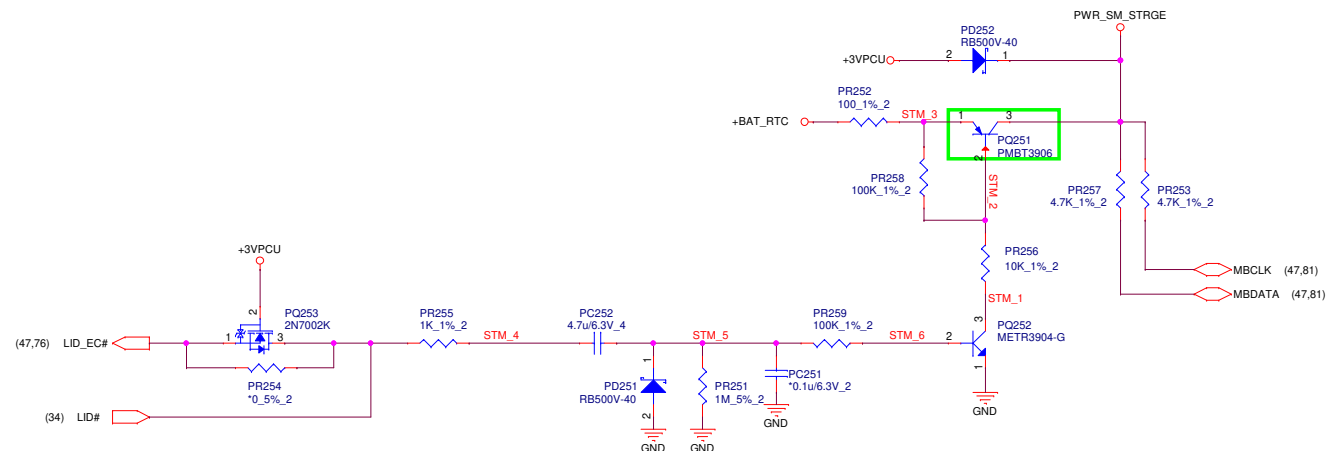 PWR_SM_STRGE
PD252
RB500V-40
+3VPCU
2
1
PR252
100_1%_2
+BAT_RTC
STM_3
1
3
PQ251
PMBT3906
2
PR258
100K_1%_2
STM_2
PR257
4.7K_1%_2
PR253
4.7K_1%_2
PR256
10K_1%_2
MBCLK (47,81)
MBDATA (47,81)
STM_1
+3VPCU
2
PQ253
2N7002K
1
3
(47,76) LID_EC#
PR254
*0_5%_2
(34) LID#
PR255
1K_1%_2
STM_4
PC252
4.7u/6.3V_4
STM_5
PR259
100K_1%_2
STM_6
2
3
PQ252
METR3904-G
1
GND
1
PD251
RB500V-40
2
GND
PR251
1M_5%_2
GND
PC251
*0.1u/6.3V_2
GND